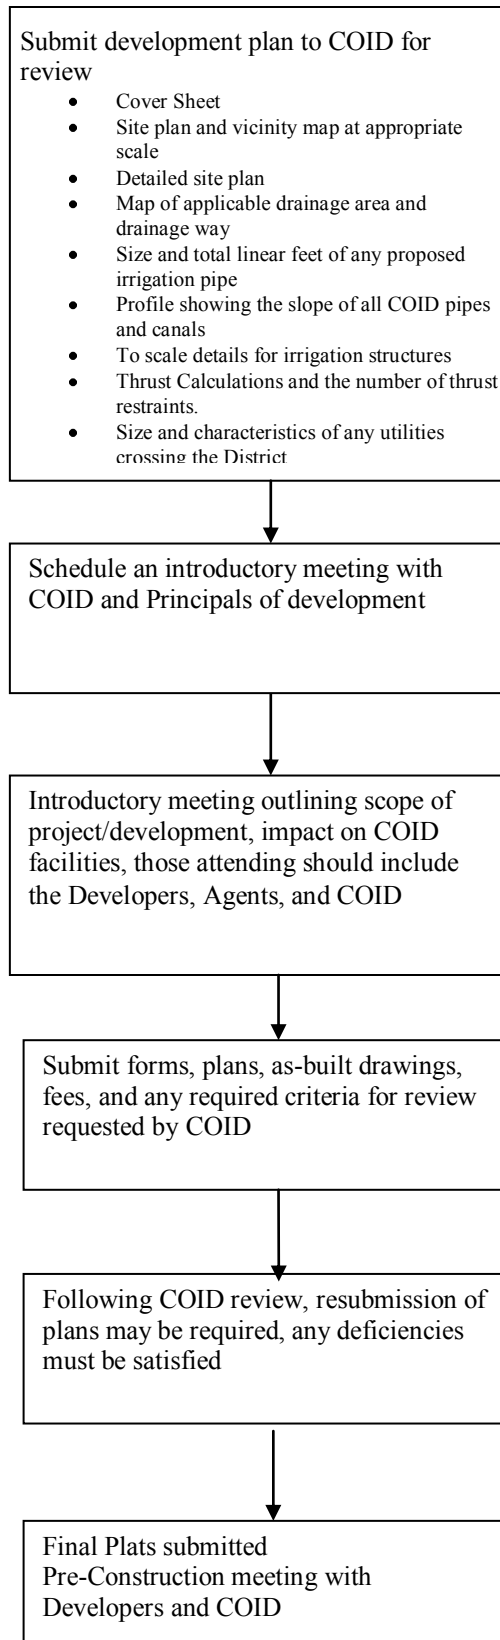 Submit development plan to COID for
review
• Cover Sheet
• Site plan and vicinity map at appropriate
scale
• Detailed site plan
• Map of applicable drainage area and
drainage way
• Size and total linear feet of any proposed
irrigation pipe
• Profile showing the slope of all COID pipes
and canals
• To scale details for irrigation structures
• Thrust Calculations and the number of thrust
restraints.
• Size and characteristics of any utilities
crossing the District
Schedule an introductory meeting with
COID and Principals of development
Introductory meeting outlining scope of
project/development, impact on COID
facilities, those attending should include
the Developers, Agents, and COID
Submit forms, plans, as-built drawings,
fees, and any required criteria for review
requested by COID
Following COID review, resubmission of
plans may be required, any deficiencies
must be satisfied
Final Plats submitted
Pre-Construction meeting with
Developers and COID